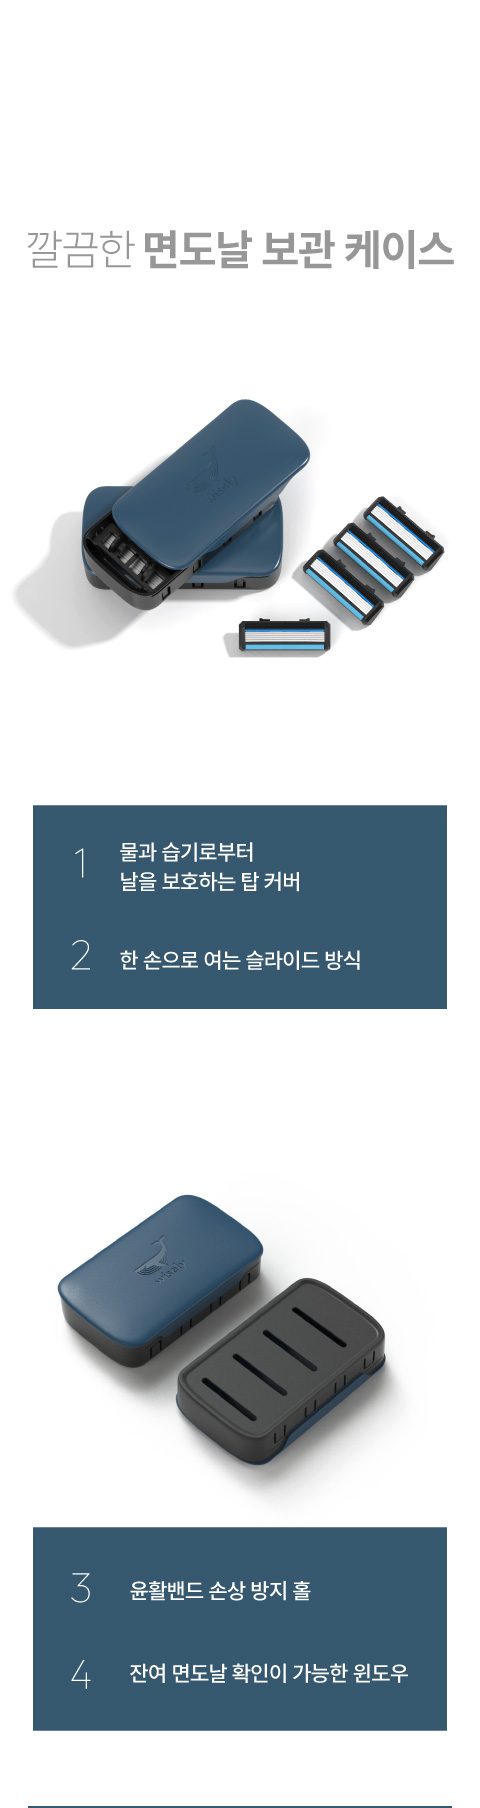 깔끔한 면도날 보관 케이스
wisely
1
물과 습기로부터
날을 보호하는 탑 커버
2
한 손으로 여는 슬라이드 방식
wisely
3
윤활밴드 손상 방지 홀
4
잔여 면도날 확인이 가능한 윈도우